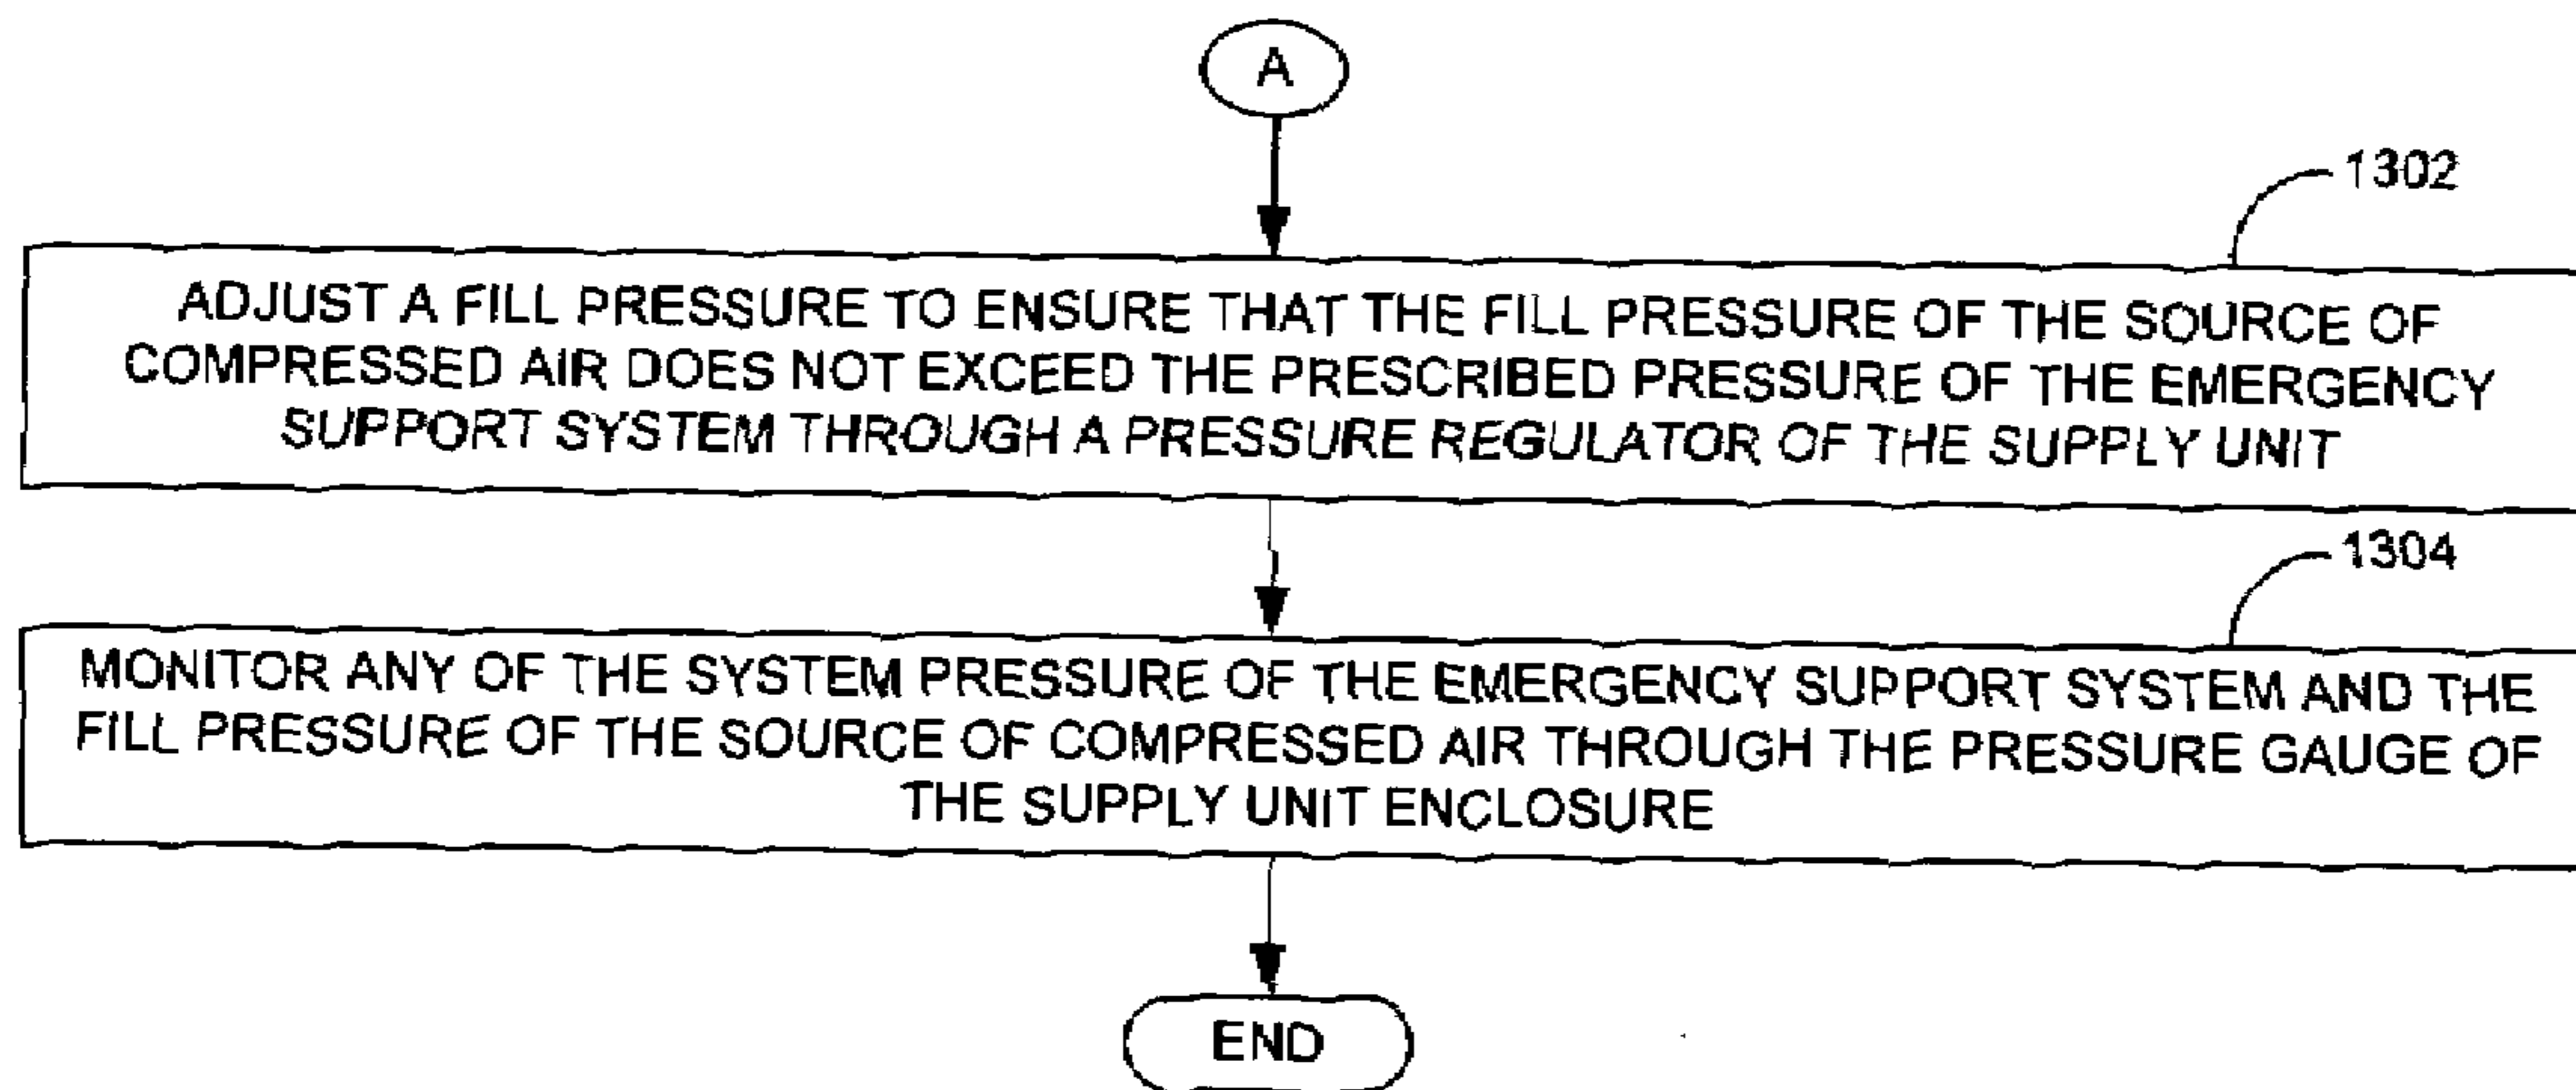 A
1302
ADJUST A FILL PRESSURE TO ENSURE THAT THE FILL PRESSURE OF THE SOURCE OF
COMPRESSED AIR DOES NOT EXCEED THE PRESCRIBED PRESSURE OF THE EMERGENCY
SUPPORT SYSTEM THROUGH A PRESSURE REGULATOR OF THE SUPPLY UNIT
1304
MONITOR ANY OF THE SYSTEM PRESSURE OF THE EMERGENCY SUPPORT SYSTEM AND THE
FILL PRESSURE OF THE SOURCE OF COMPRESSED AIR THROUGH THE PRESSURE GAUGE OF
THE SUPPLY UNIT ENCLOSURE
END